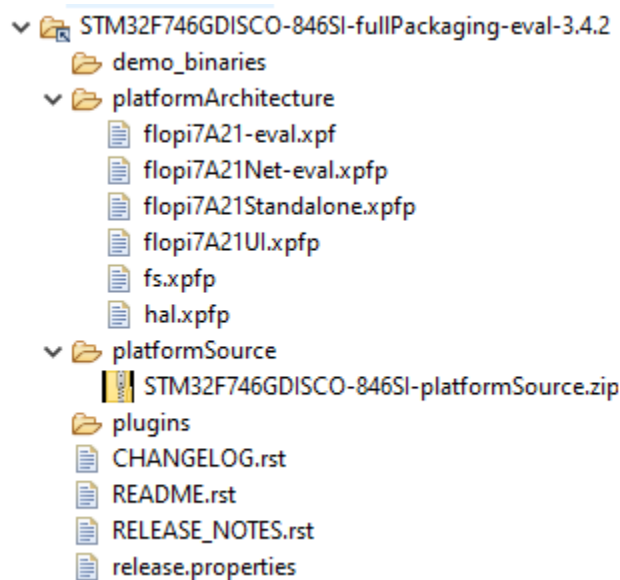 STM32F746GDISCO-846SI-fullPackaging-eval-3.4.2
demo_binaries
platformArchitecture
flopi7A21-eval.xpf
flopi7A21Net-eval.xpfp
flopi7A21Standalone.xpfp
flopi7A21UI.xpfp
fs.xpfp
hal.xpfp
platformSource
STM32F746GDISCO-846SI-platformSource.zip
plugins
CHANGELOG.rst
README.rst
RELEASE_NOTES.rst
release.properties